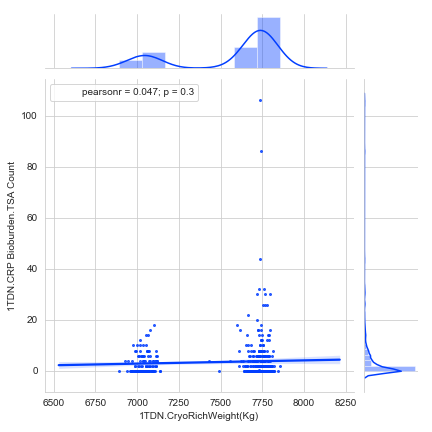 pearsonr = 0.047; p = 0.3
1TDN.CRP Bioburden.TSA Count
100
80
60
40
20
0
6500 6750 7000 7250 7500 7750 8000 8250
1TDN.CryoRichWeight(Kg)